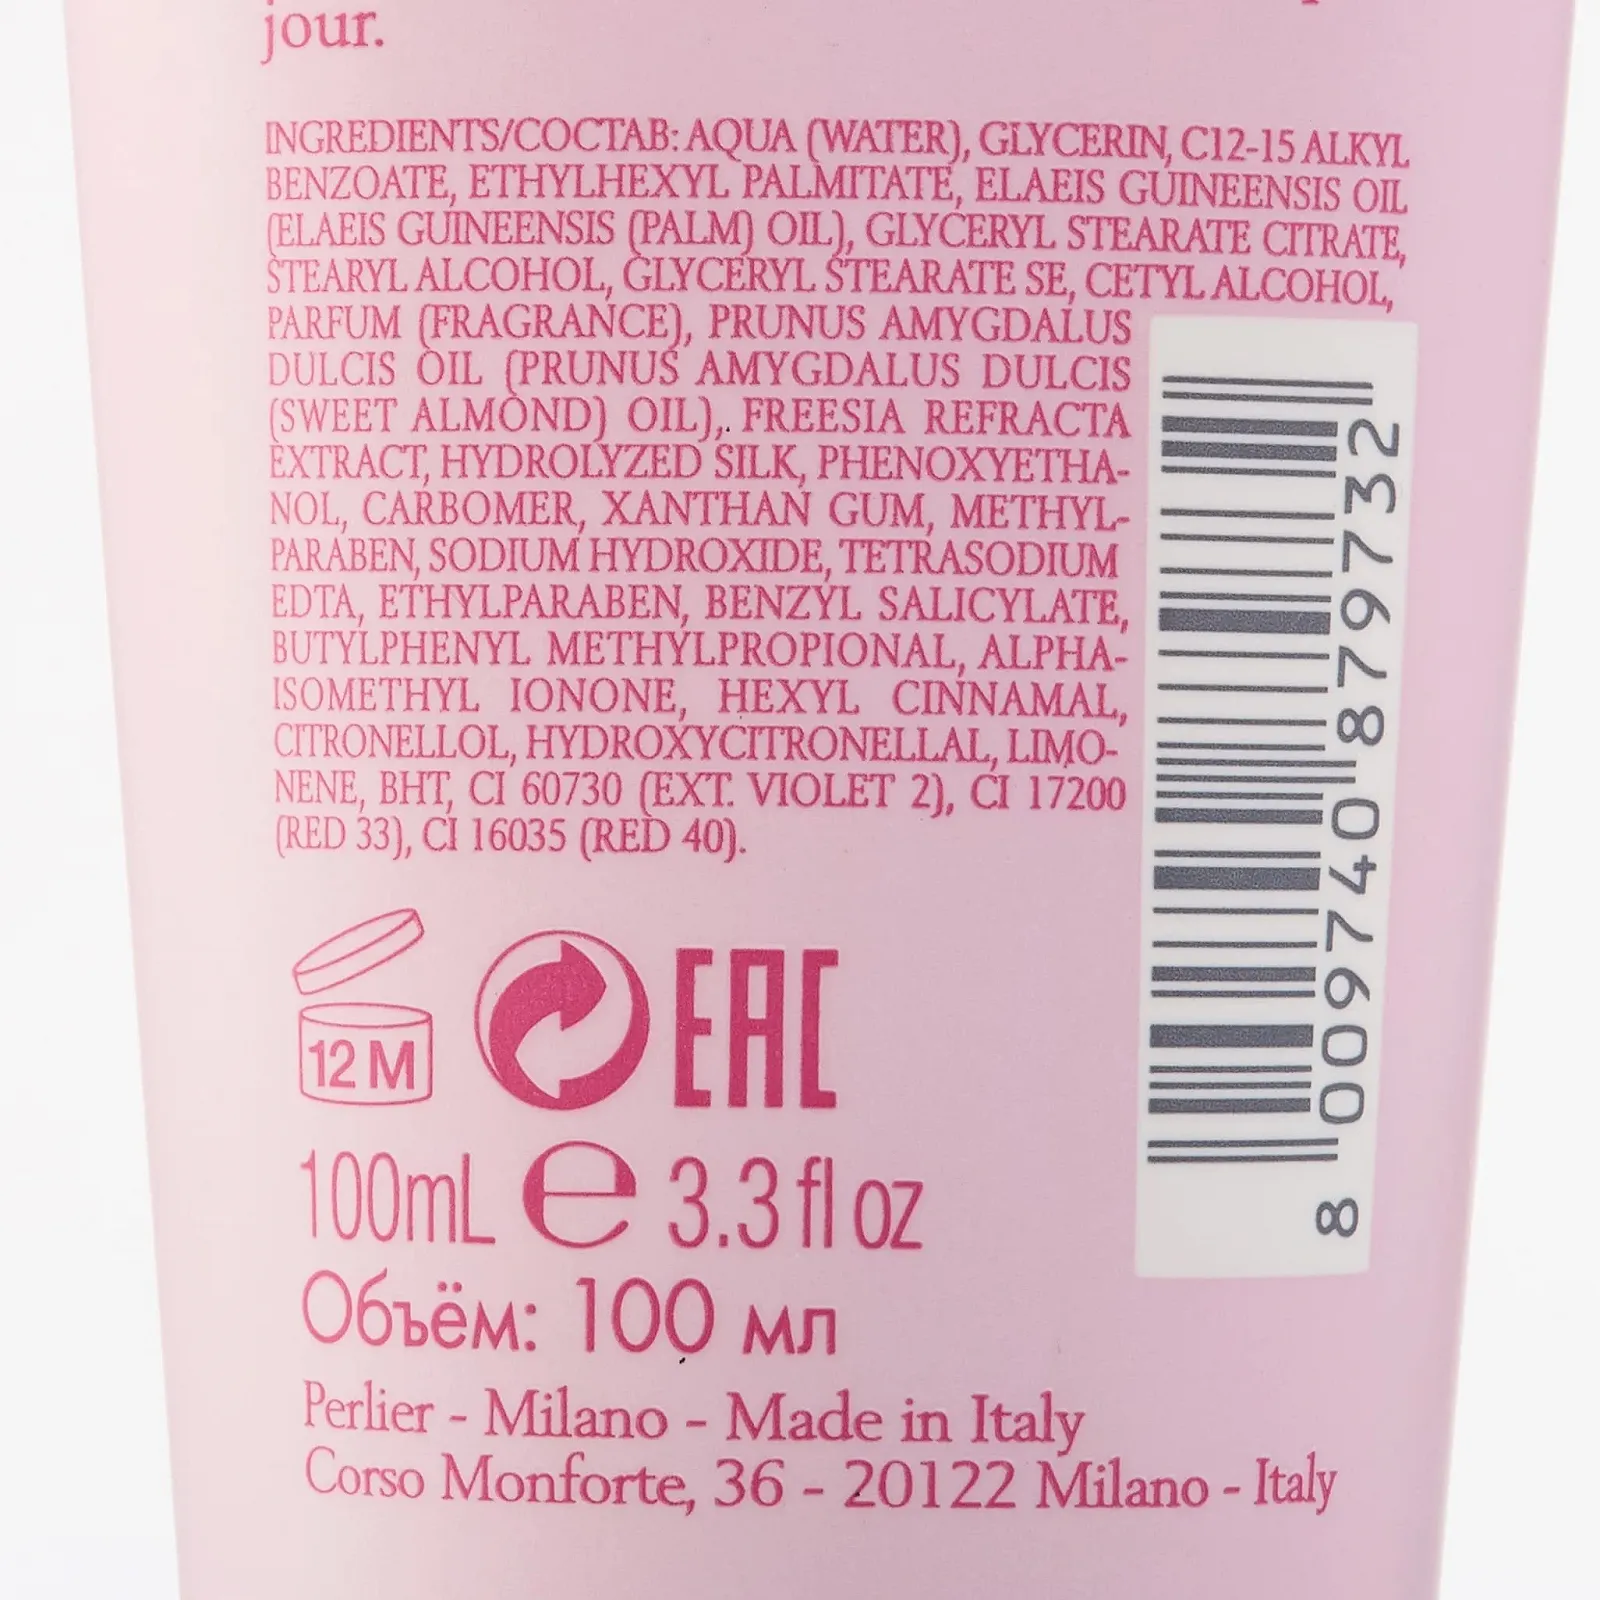 jour.
INGREDIENTS/СОСТАВ: AQUA (WATER), GLYCERIN, C12-15 ALKYL
BENZOATE, ETHYLHEXYL PALMITATE, ELAEIS GUINEENSIS OIL
(ELAEIS GUINEENSIS (PALM) OIL), GLYCERYL STEARATE CITRATE,
STEARYL ALCOHOL, GLYCERYL STEARATE SE, CETYL ALCOHOL,
PARFUM (FRAGRANCE), PRUNUS AMYGDALUS
DULCIS OIL (PRUNUS AMYGDALUS DULCIS
(SWEET ALMOND) OIL), FREESIA REFRACTA
EXTRACT, HYDROLYZED SILK, PHENOXYETHA-
NOL, CARBOMER, XANTHAN GUM, METHYL-
PARABEN, SODIUM HYDROXIDE, TETRASODIUM
EDTA, ETHYLPARABEN, BENZYL SALICYLATE,
BUTYLPHENYL METHYLPROPIONAL, ALPHA-
ISOMETHYL IONONE, HEXYL CINNAMAL,
CITRONELLOL, HYDROXYCITRONELLAL, LIMO-
NENE, BHT, CI 60730 (EXT. VIOLET 2), CI 17200
(RED 33), CI 16035 (RED 40).
8 009740 879732
12 M
EAC
100mL e 3.3 fl oz
Объём: 100 мл
Perlier - Milano - Made in Italy
Corso Monforte, 36 - 20122 Milano - Italy